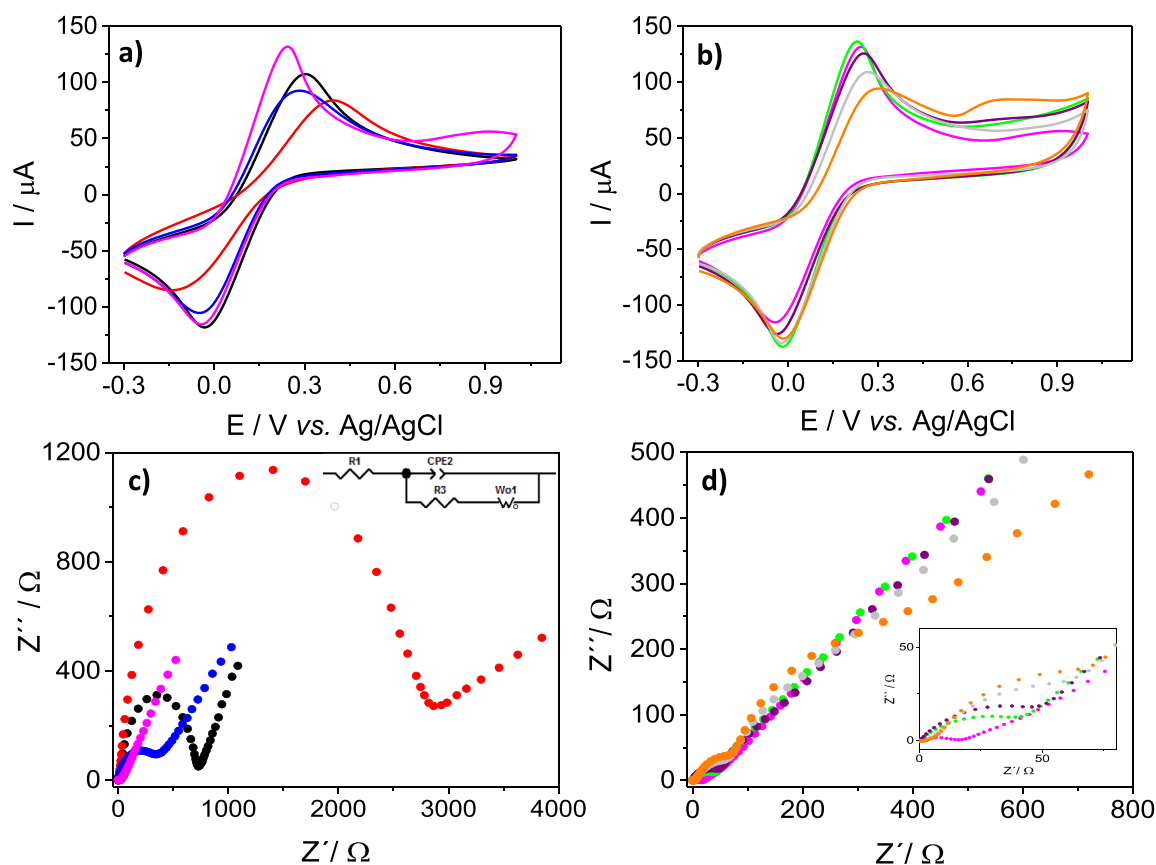 a)
150
100
50
0
-50
-100
-150
I / μA
-0.3 0.0 0.3 0.6 0.9
E / V vs. Ag/AgCl
b)
150
100
50
0
-50
-100
-150
I / μA
-0.3 0.0 0.3 0.6 0.9
E / V vs. Ag/AgCl
c)
1200
800
400
0
Z´´/ Ω
R1 CPE2
R3 Wo1
0 1000 2000 3000 4000
Z´/ Ω
d)
500
400
300
200
100
0
Z´´/ Ω
50
0
Z´´/ Ω
0 50
Z´/ Ω
0 200 400 600 800
Z´/ Ω